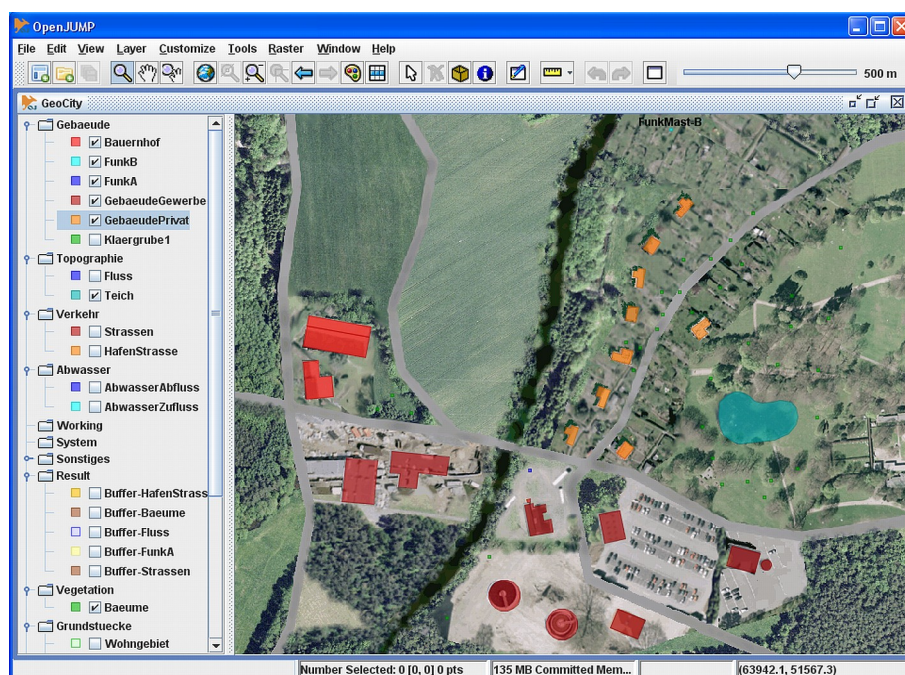 OpenJUMP
File Edit View Layer Customize Tools Raster Window Help
500 m
GeoCity
Gebaeude
Bauernhof
FunkB
FunkA
GebaeudeGewerbe
GebaeudePrivat
Klaergrube1
Topographie
Fluss
Teich
Verkehr
Strassen
HafenStrasse
Abwasser
AbwasserAbfluss
AbwasserZufluss
Working
System
Sonstiges
Result
Buffer-HafenStrass
Buffer-Baeume
Buffer-Fluss
Buffer-FunkA
Buffer-Strassen
Vegetation
Baeume
Grundstuecke
Wohngebiet
FunkMast-B
Number Selected: 0 [0, 0] 0 pts 135 MB Committed Mem... (63942.1, 51567.3)